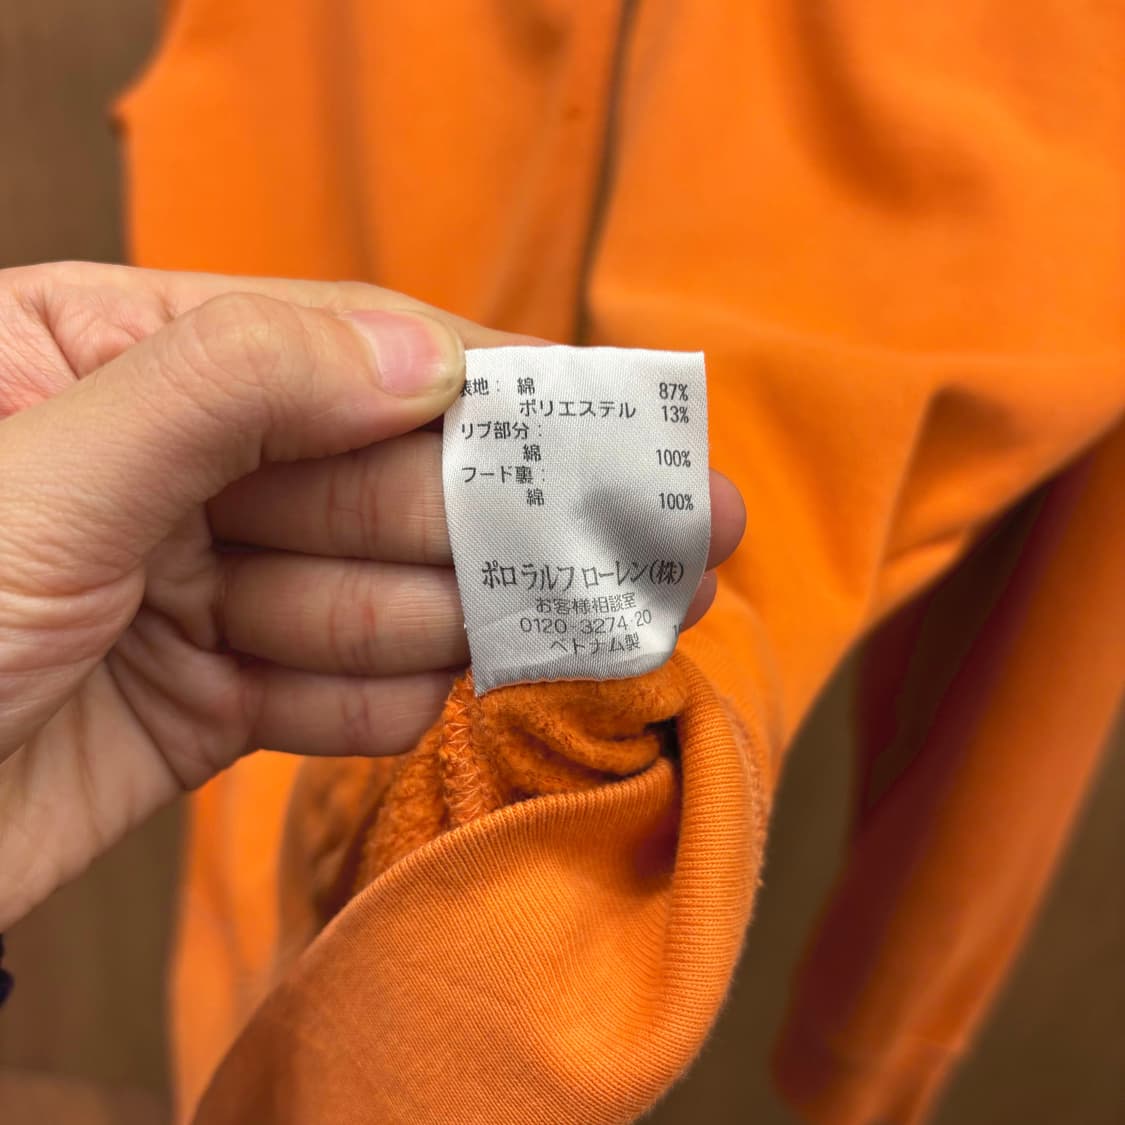 表地： 綿 87%
ポリエステル 13%
リブ部分：
綿 100%
フード裏：
綿 100%
ポロ ラルフ ローレン(株)
お客様相談室
0120・3274・20
ベトナム製